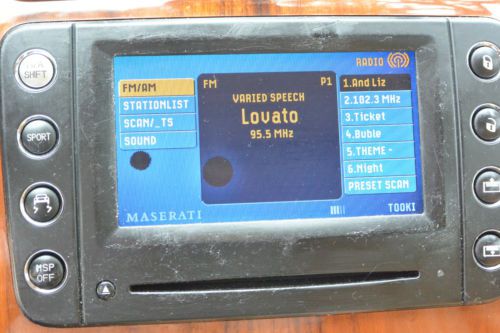 RADIO
SHIFT
FM/AM
STATIONLIST
SCAN/_TS
SOUND
FM P1
VARIED SPEECH
Lovato
95.5 MHz
1.And Liz
2.102.3 MHz
3.Ticket
4.Buble
5.THEME -
6.Night
PRESET SCAN
SPORT
MSP
OFF
MASERATI
TOOKI